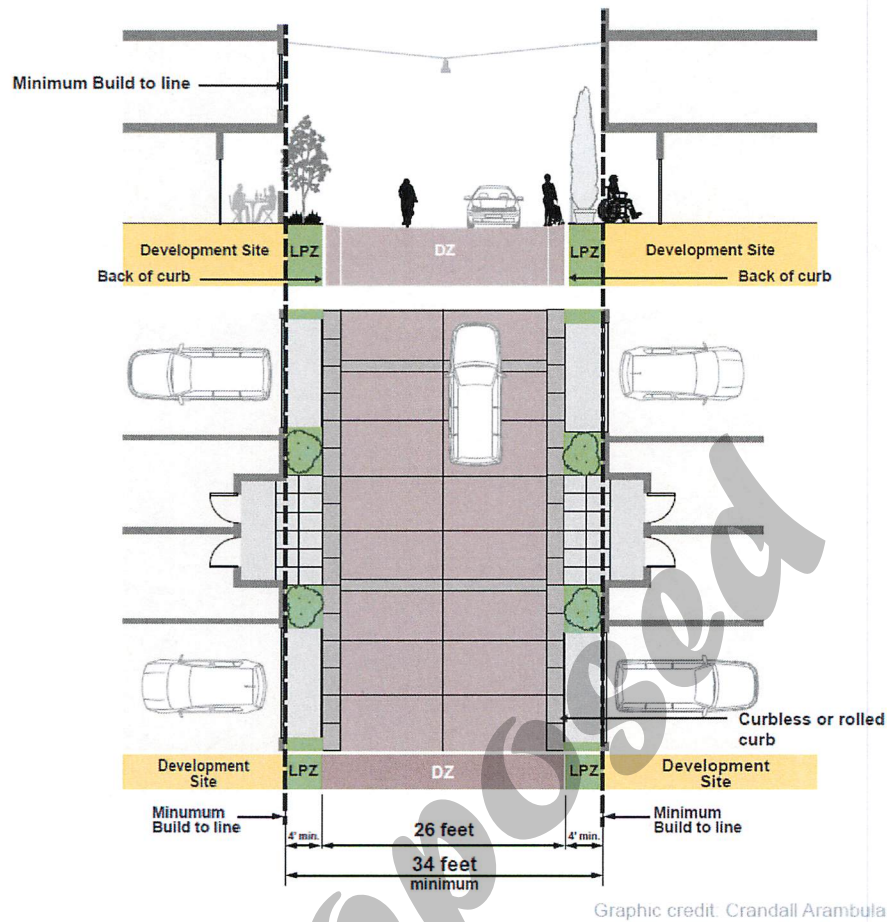 Minimum Build to line
Development Site
LPZ
DZ
LPZ
Development Site
Back of curb
Back of curb
Curbless or rolled
curb
Development
Site
LPZ
DZ
LPZ
Development
Site
Minumum
Build to line
4' min.
26 feet
4' min.
Minimum
Build to line
34 feet
minimum
Proposed
Graphic credit: Crandall Arambula